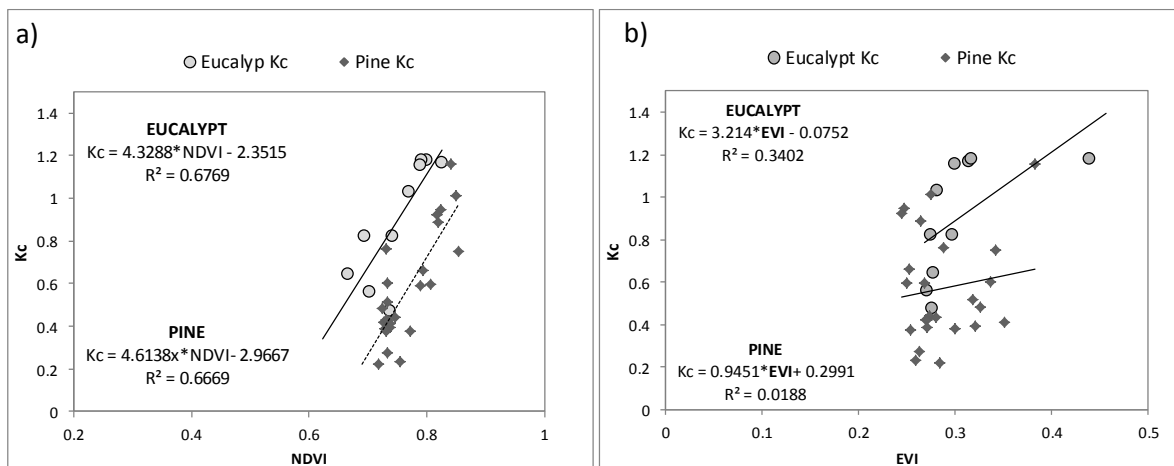 a)
Eucalyp Kc
Pine Kc
1.4
1.2
1
0.8
0.6
0.4
0.2
0
Kc
EUCALYPT
Kc = 4.3288*NDVI - 2.3515
R² = 0.6769
PINE
Kc = 4.6138x*NDVI- 2.9667
R² = 0.6669
0.2
0.4
0.6
0.8
1
NDVI
b)
Eucalypt Kc
Pine Kc
1.4
1.2
1
0.8
0.6
0.4
0.2
0
Kc
EUCALYPT
Kc = 3.214*EVI - 0.0752
R² = 0.3402
PINE
Kc = 0.9451*EVI+ 0.2991
R² = 0.0188
0
0.1
0.2
0.3
0.4
0.5
EVI